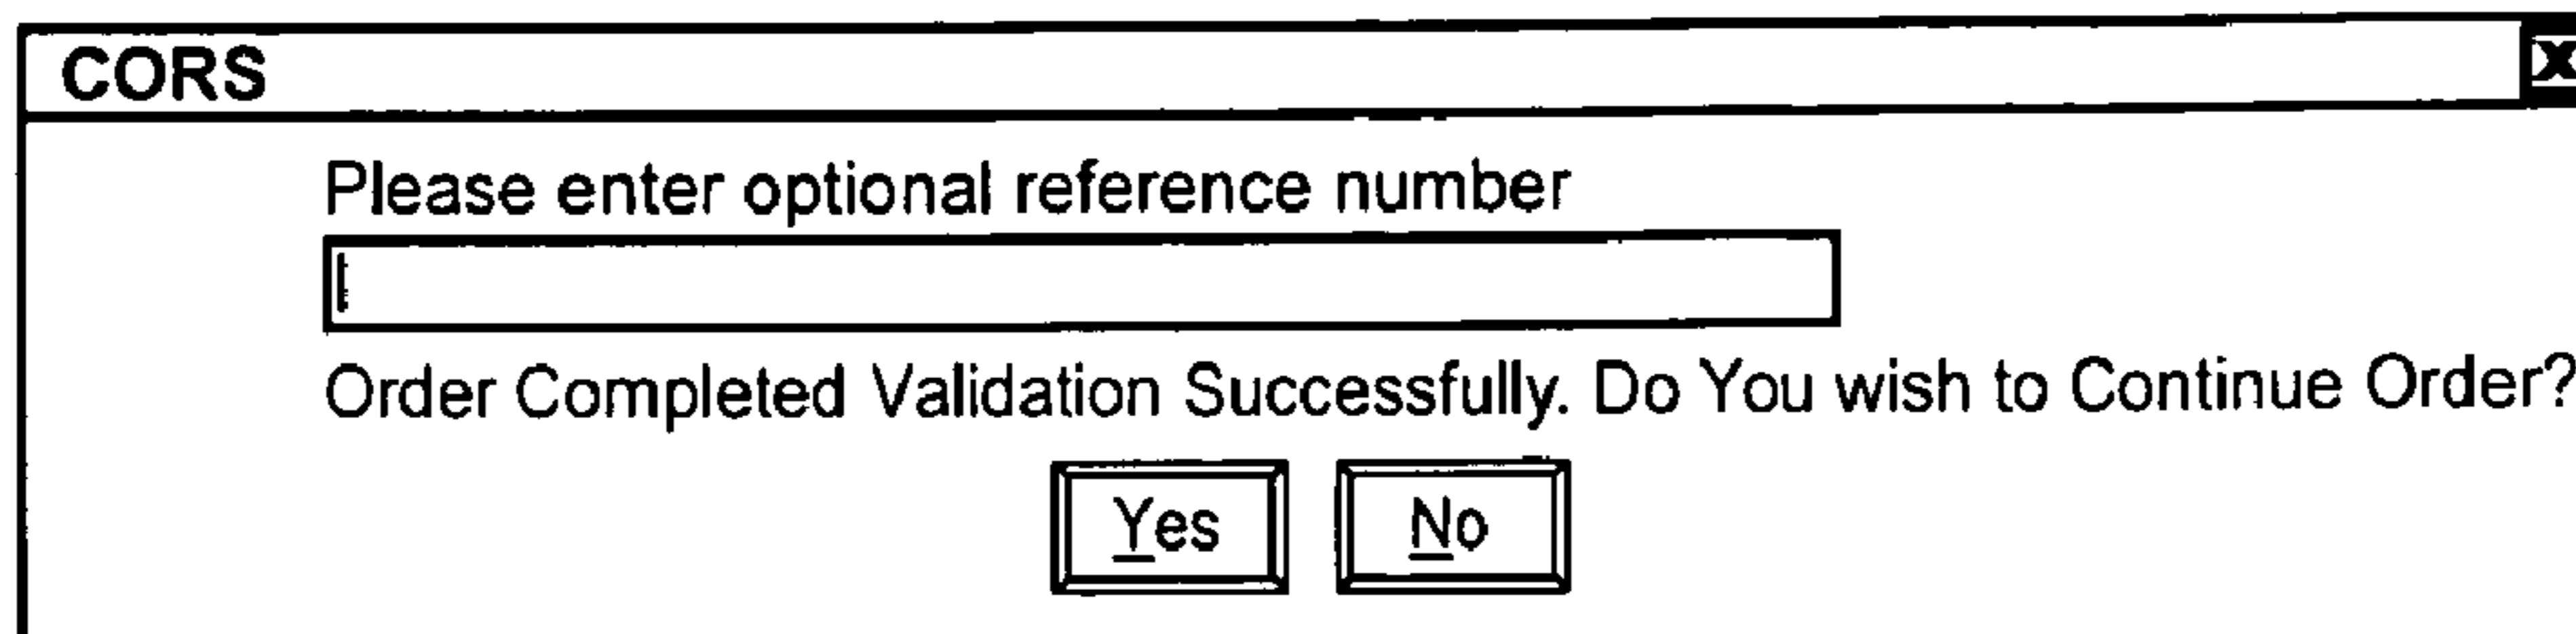 CORS X
Please enter optional reference number
Order Completed Validation Successfully. Do You wish to Continue Order?
Yes No